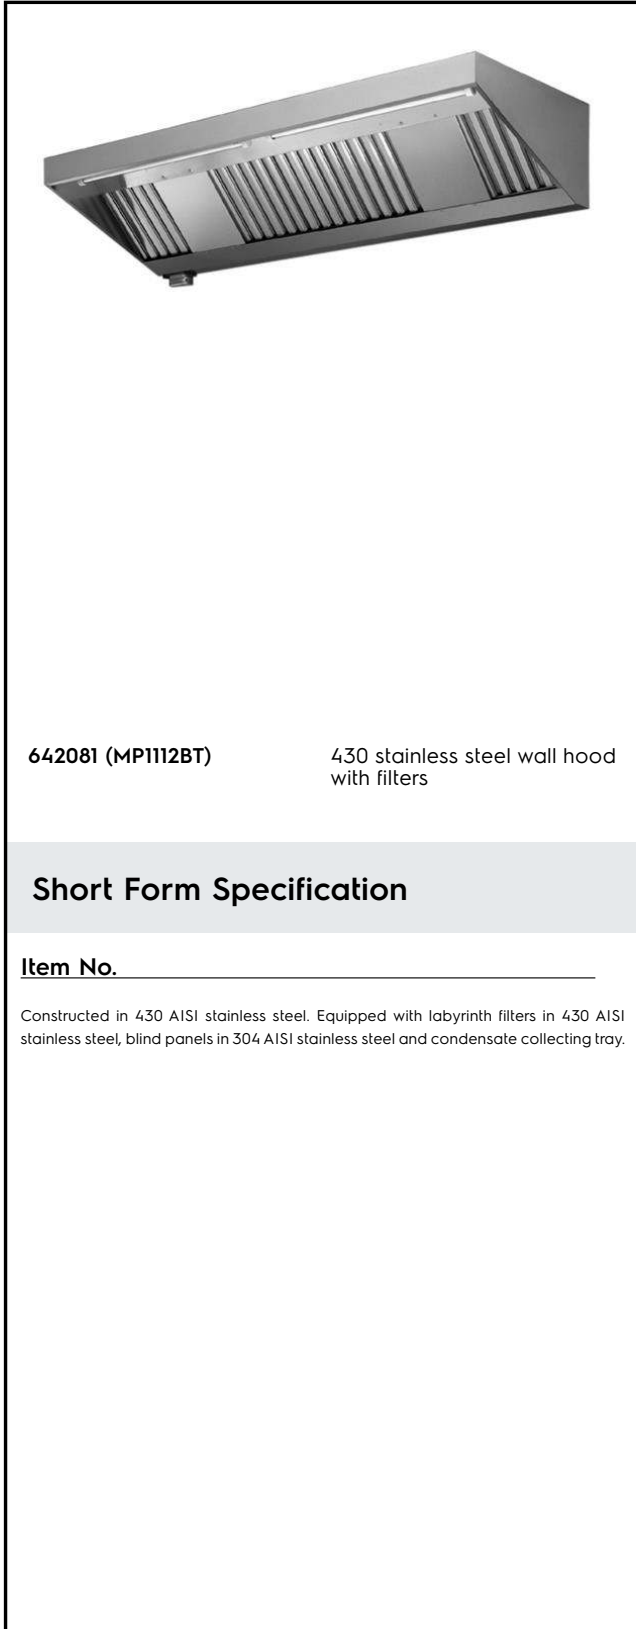 642081 (MP1112BT)
430 stainless steel wall hood
with filters
Short Form Specification
Item No.
Constructed in 430 AISI stainless steel. Equipped with labyrinth filters in 430 AISI
stainless steel, blind panels in 304 AISI stainless steel and condensate collecting tray.